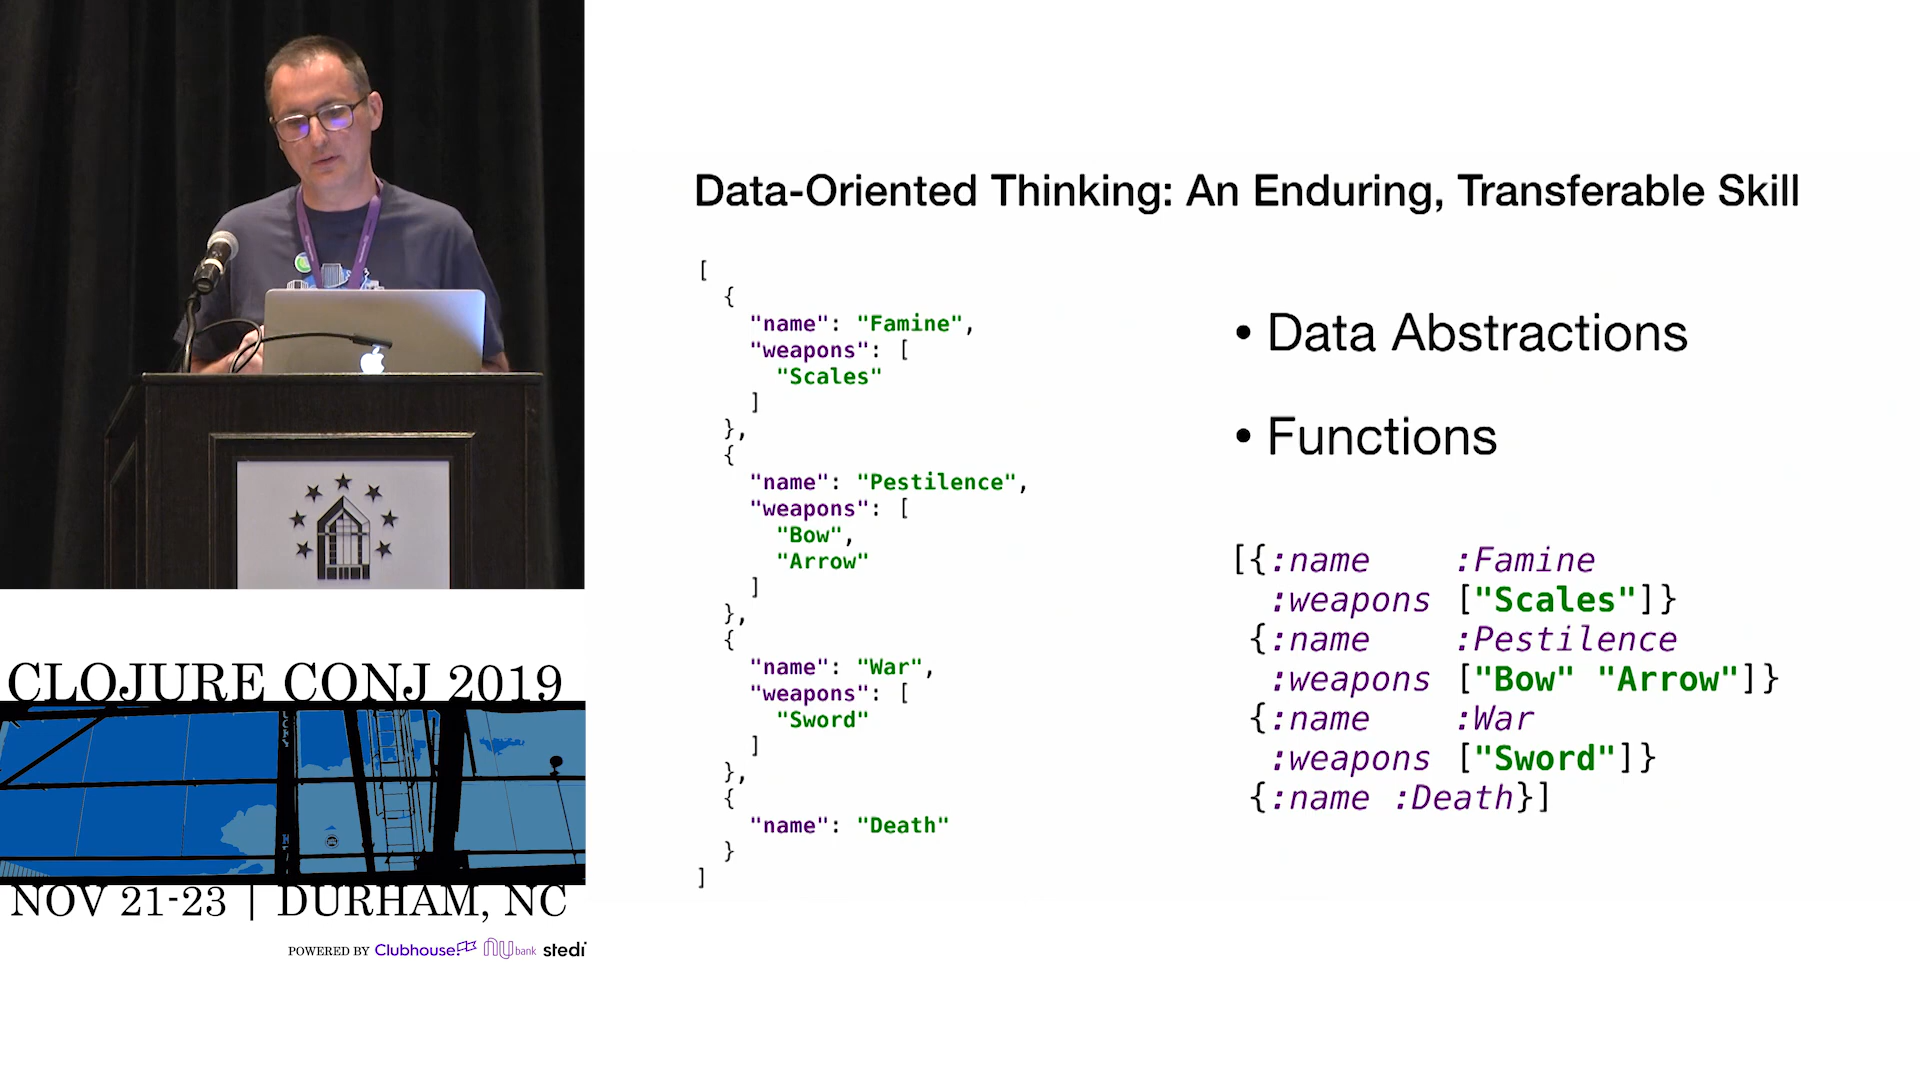 Data-Oriented Thinking: An Enduring, Transferable Skill
[
  {
    "name": "Famine",
    "weapons": [
      "Scales"
    ]
  },
  {
    "name": "Pestilence",
    "weapons": [
      "Bow",
      "Arrow"
    ]
  },
  {
    "name": "War",
    "weapons": [
      "Sword"
    ]
  },
  {
    "name": "Death"
  }
]
• Data Abstractions
• Functions
[{:name    :Famine
  :weapons ["Scales"]}
 {:name    :Pestilence
  :weapons ["Bow" "Arrow"]}
 {:name    :War
  :weapons ["Sword"]}
 {:name :Death}]
CLOJURE CONJ 2019
NOV 21-23 | DURHAM, NC
POWERED BY Clubhouse nu bank stedi